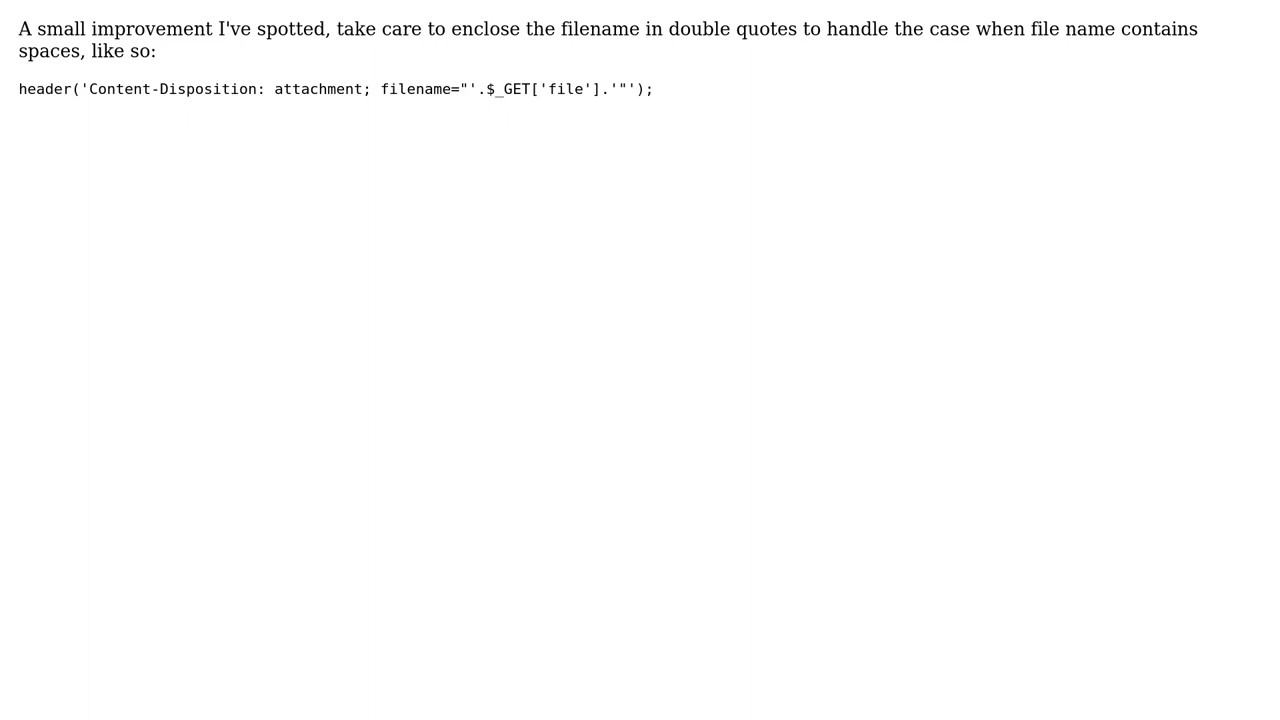 A small improvement I've spotted, take care to enclose the filename in double quotes to handle the case when file name contains
spaces, like so:
header('Content-Disposition: attachment; filename="'.$_GET['file'].'"');